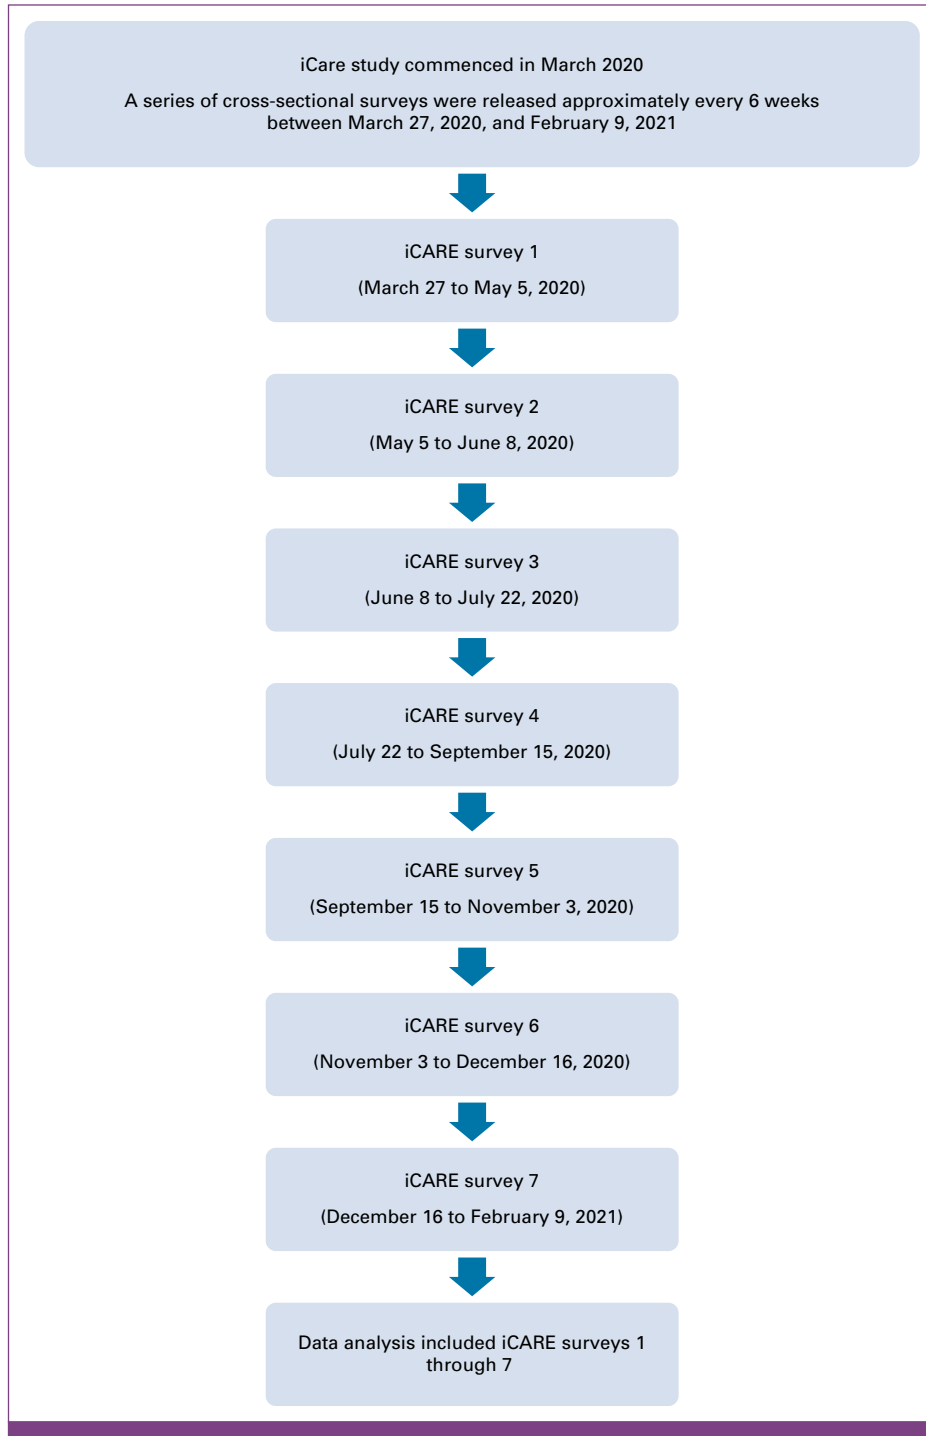 iCare study commenced in March 2020
A series of cross-sectional surveys were released approximately every 6 weeks
between March 27, 2020, and February 9, 2021
iCARE survey 1
(March 27 to May 5, 2020)
iCARE survey 2
(May 5 to June 8, 2020)
iCARE survey 3
(June 8 to July 22, 2020)
iCARE survey 4
(July 22 to September 15, 2020)
iCARE survey 5
(September 15 to November 3, 2020)
iCARE survey 6
(November 3 to December 16, 2020)
iCARE survey 7
(December 16 to February 9, 2021)
Data analysis included iCARE surveys 1
through 7